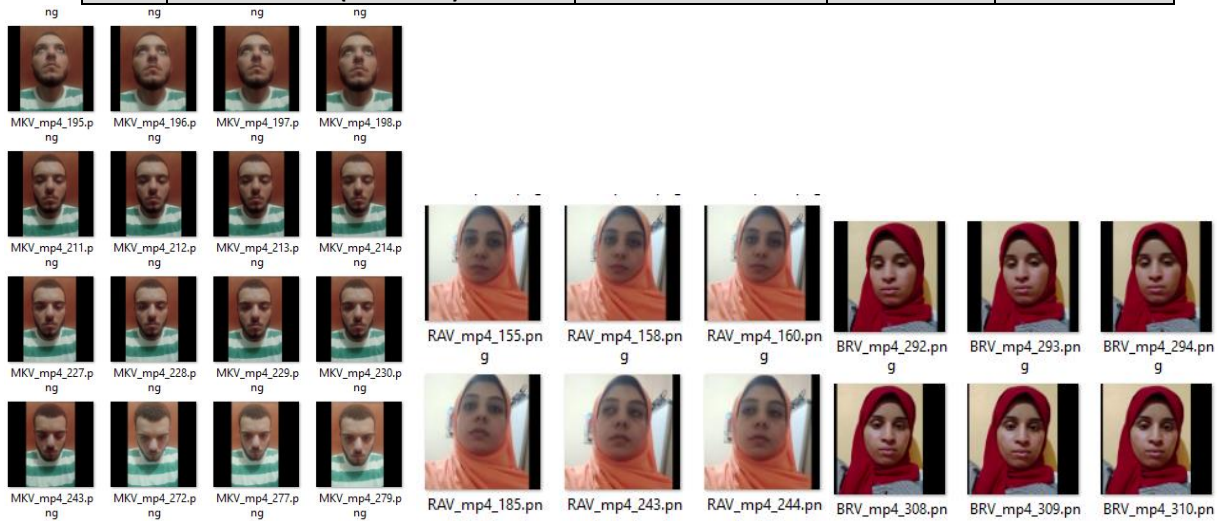 ng ng ng ng
MKV_mp4_195.p MKV_mp4_196.p MKV_mp4_197.p MKV_mp4_198.p
ng ng ng ng
MKV_mp4_211.p MKV_mp4_212.p MKV_mp4_213.p MKV_mp4_214.p
ng ng ng ng
MKV_mp4_227.p MKV_mp4_228.p MKV_mp4_229.p MKV_mp4_230.p
ng ng ng ng
MKV_mp4_243.p MKV_mp4_272.p MKV_mp4_277.p MKV_mp4_279.p
ng ng ng ng
RAV_mp4_155.pn RAV_mp4_158.pn RAV_mp4_160.pn
g g g
RAV_mp4_185.pn RAV_mp4_243.pn RAV_mp4_244.pn
BRV_mp4_292.pn BRV_mp4_293.pn BRV_mp4_294.pn
g g g
BRV_mp4_308.pn BRV_mp4_309.pn BRV_mp4_310.pn